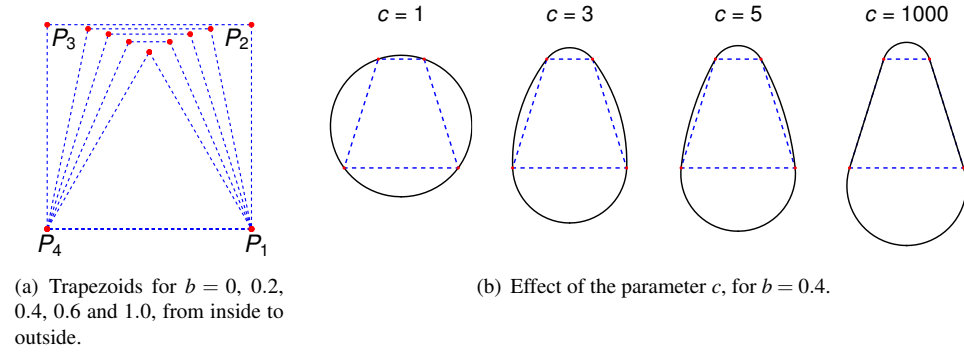 c = 1
c = 3
c = 5
c = 1000
P3
P2
P4
P1
(a) Trapezoids for b = 0, 0.2,
0.4, 0.6 and 1.0, from inside to
outside.
(b) Effect of the parameter c, for b = 0.4.